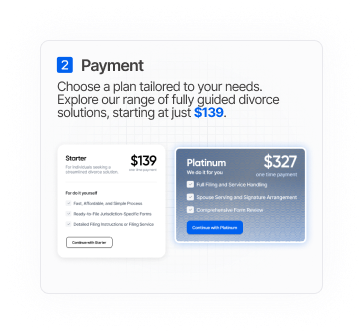 2 Payment
Choose a plan tailored to your needs.
Explore our range of fully guided divorce
solutions, starting at just $139.
Starter
$139
For individuals seeking a
streamlined divorce solution.
one time payment
For do it yourself
Fast, Affordable, and Simple Process
Ready-to-File Jurisdiction-Specific Forms
Detailed Filing Instructions or Filing Service
Continue with Starter
Platinum
$327
We do it for you
one time payment
Full Filing and Service Handling
Spouse Serving and Signature Arrangement
Comprehensive Form Review
Continue with Platinum